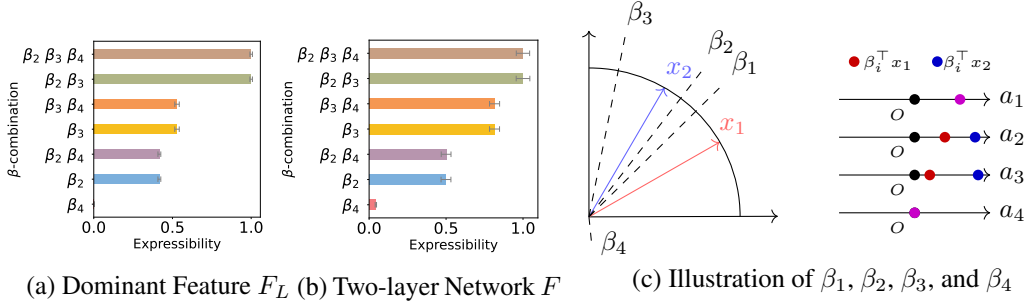 β-combination
β₂ β₃ β₄
β₂ β₃
β₃ β₄
β₃
β₂ β₄
β₂
β₄
0.0 0.5 1.0
Expressibility
(a) Dominant Feature F_L
β-combination
β₂ β₃ β₄
β₂ β₃
β₃ β₄
β₃
β₂ β₄
β₂
β₄
0.0 0.5 1.0
Expressibility
(b) Two-layer Network F
β₃
β₂
β₁
x₂
x₁
β₄
βᵢ⊤ x₁ βᵢ⊤ x₂
O a₁
O a₂
O a₃
O a₄
(c) Illustration of β₁, β₂, β₃, and β₄